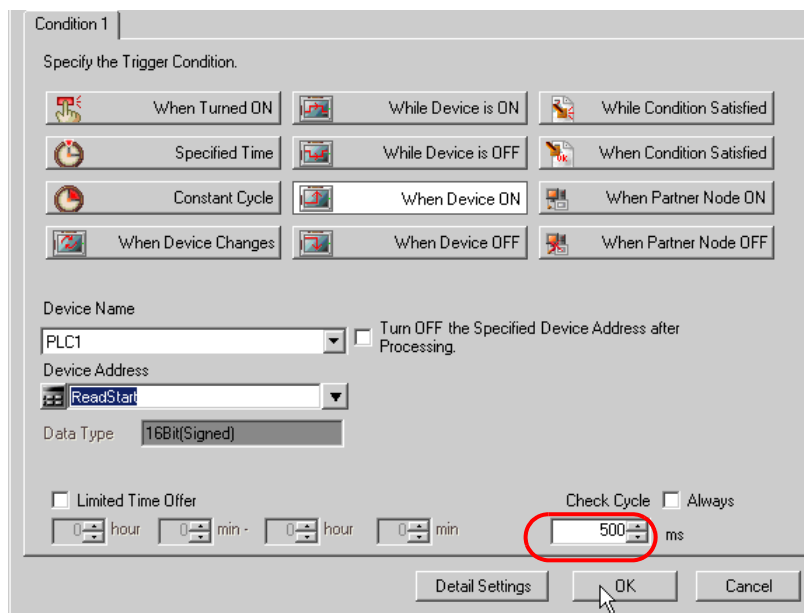 Condition 1
Specify the Trigger Condition.
When Turned ON While Device is ON While Condition Satisfied
Specified Time While Device is OFF When Condition Satisfied
OK
Constant Cycle When Device ON When Partner Node ON
When Device Changes When Device OFF When Partner Node OFF
Device Name
PLC1
Turn OFF the Specified Device Address after
Processing.
Device Address
ReadStart
Data Type 16Bit(Signed)
Limited Time Offer
Check Cycle Always
0 hour 0 min - 0 hour 0 min
500 ms
Detail Settings OK Cancel